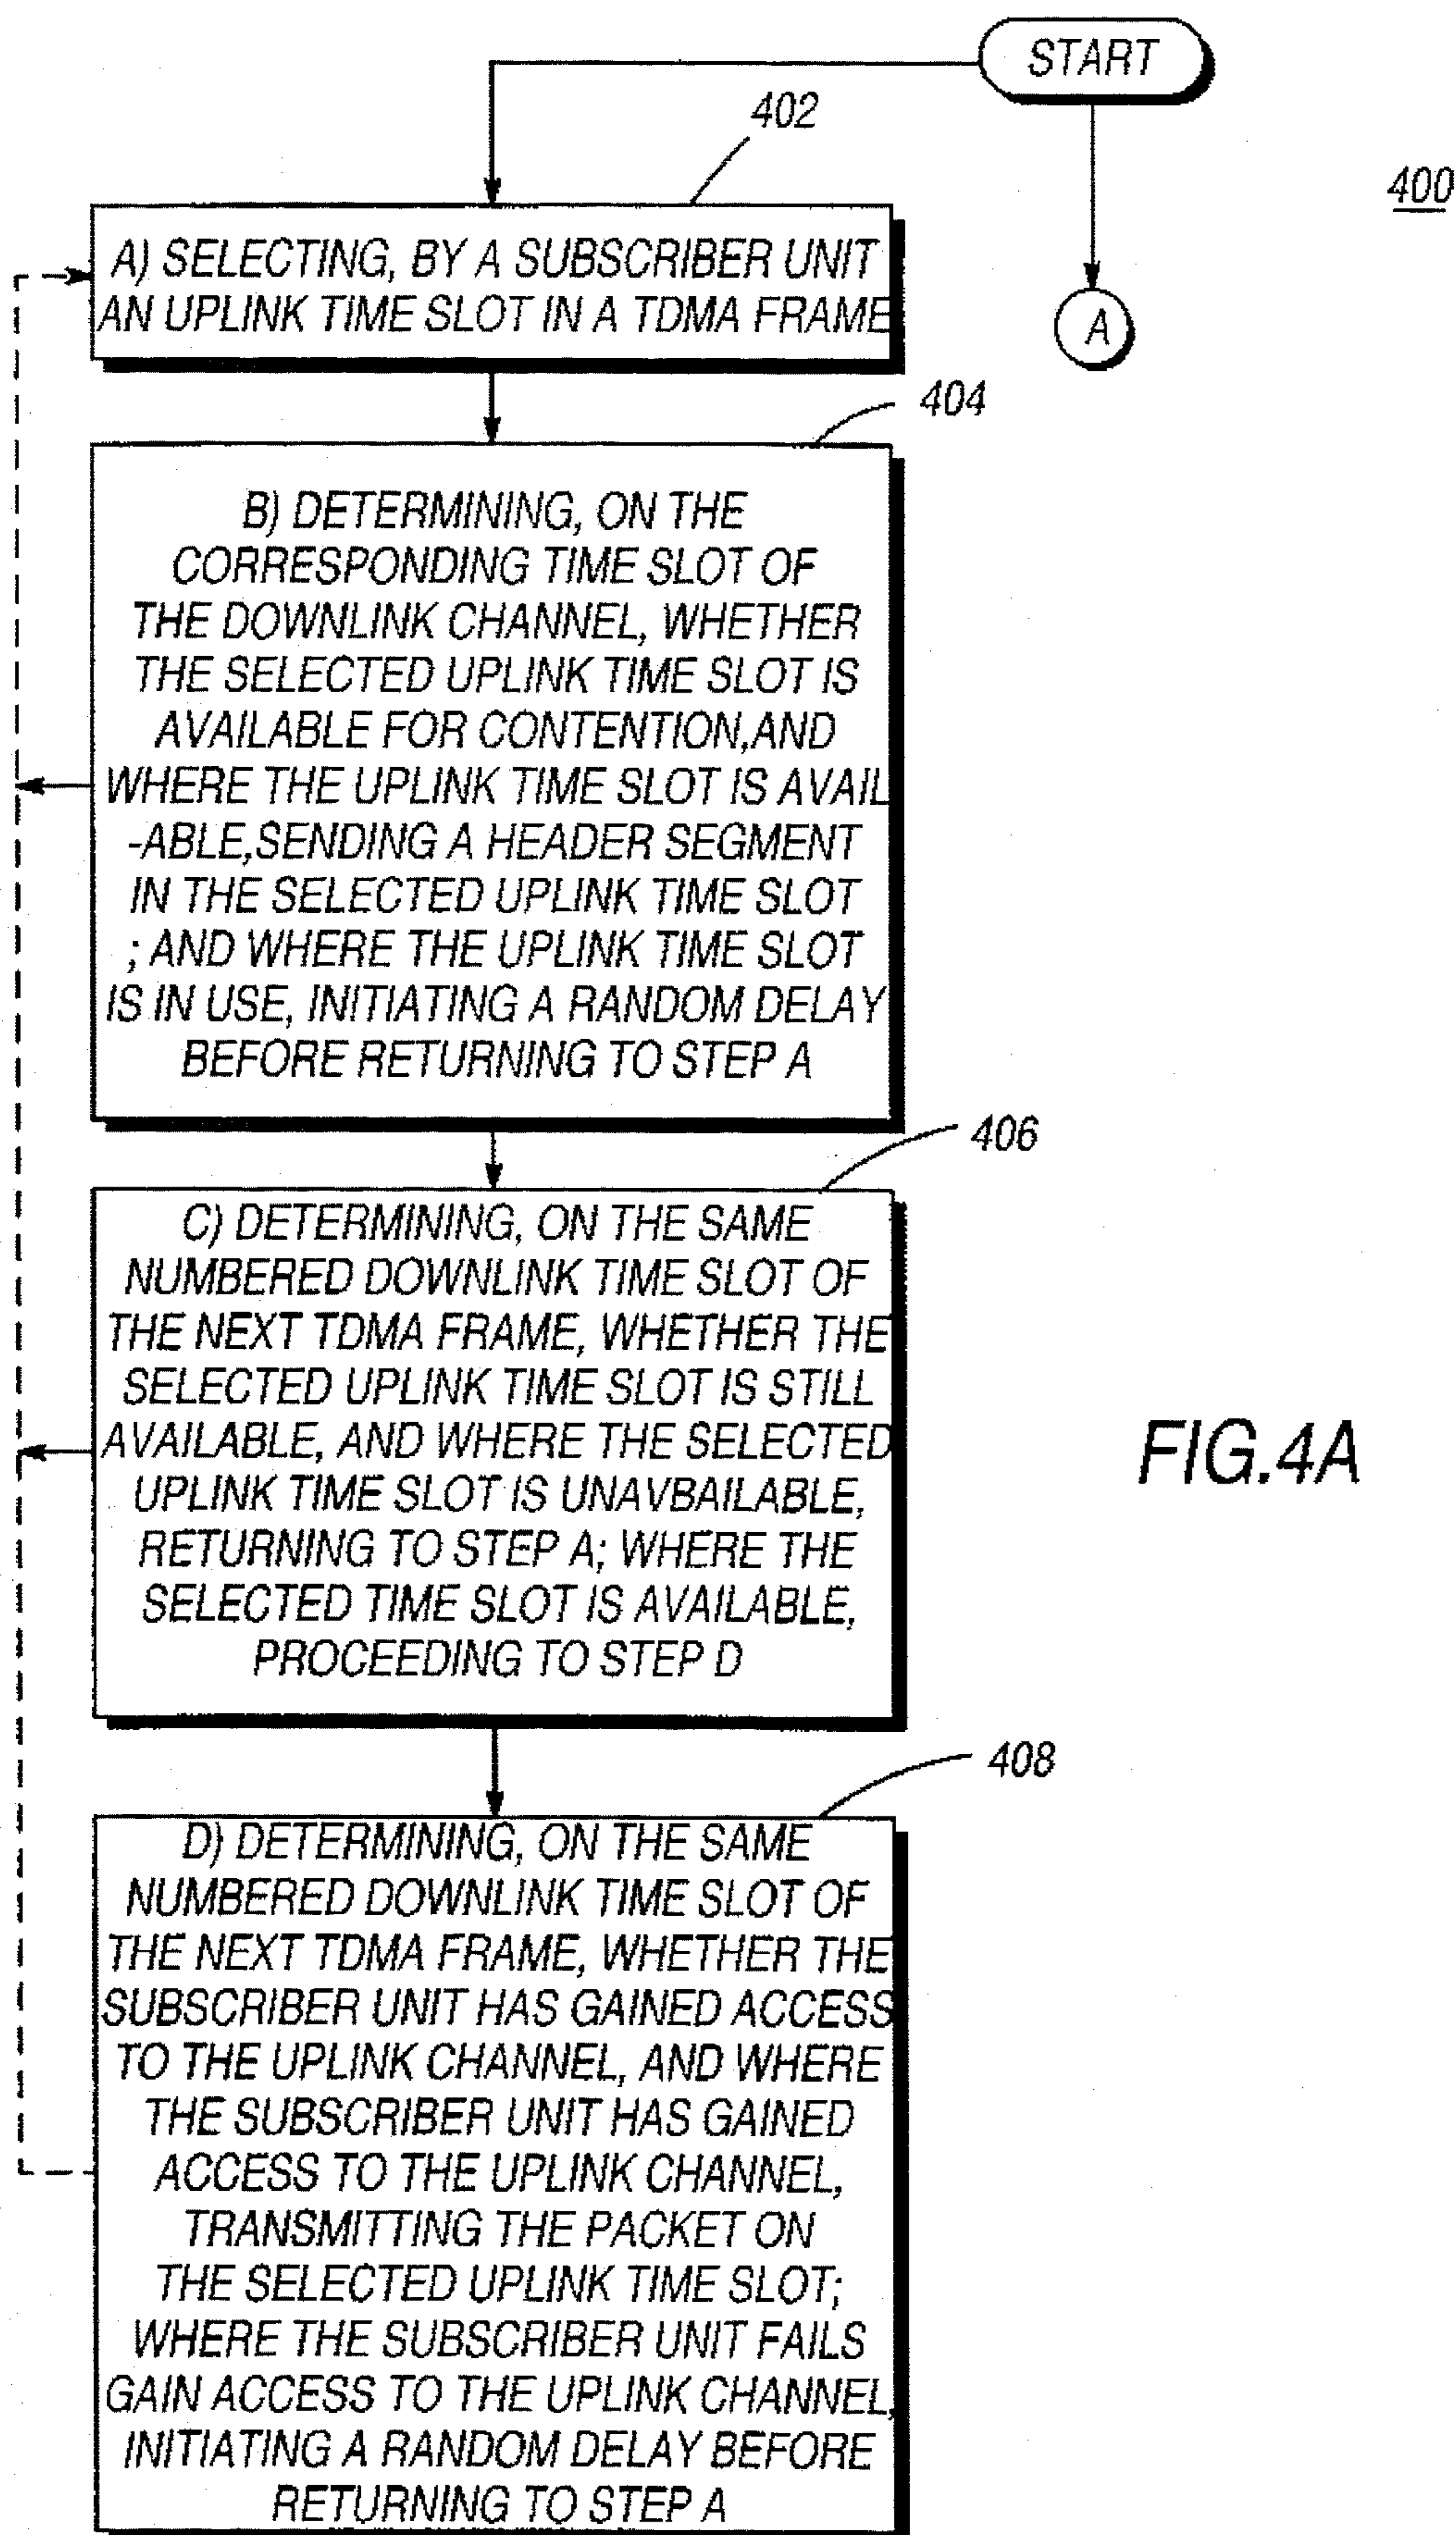 START
402
400
A) SELECTING, BY A SUBSCRIBER UNIT
AN UPLINK TIME SLOT IN A TDMA FRAME
A
404
B) DETERMINING, ON THE
CORRESPONDING TIME SLOT OF
THE DOWNLINK CHANNEL, WHETHER
THE SELECTED UPLINK TIME SLOT IS
AVAILABLE FOR CONTENTION,AND
WHERE THE UPLINK TIME SLOT IS AVAIL
-ABLE,SENDING A HEADER SEGMENT
IN THE SELECTED UPLINK TIME SLOT
; AND WHERE THE UPLINK TIME SLOT
IS IN USE, INITIATING A RANDOM DELAY
BEFORE RETURNING TO STEP A
406
C) DETERMINING, ON THE SAME
NUMBERED DOWNLINK TIME SLOT OF
THE NEXT TDMA FRAME, WHETHER THE
SELECTED UPLINK TIME SLOT IS STILL
AVAILABLE, AND WHERE THE SELECTED
UPLINK TIME SLOT IS UNAVBAILABLE,
RETURNING TO STEP A; WHERE THE
SELECTED TIME SLOT IS AVAILABLE,
PROCEEDING TO STEP D
FIG.4A
408
D) DETERMINING, ON THE SAME
NUMBERED DOWNLINK TIME SLOT OF
THE NEXT TDMA FRAME, WHETHER THE
SUBSCRIBER UNIT HAS GAINED ACCESS
TO THE UPLINK CHANNEL, AND WHERE
THE SUBSCRIBER UNIT HAS GAINED
ACCESS TO THE UPLINK CHANNEL,
TRANSMITTING THE PACKET ON
THE SELECTED UPLINK TIME SLOT;
WHERE THE SUBSCRIBER UNIT FAILS
GAIN ACCESS TO THE UPLINK CHANNEL,
INITIATING A RANDOM DELAY BEFORE
RETURNING TO STEP A